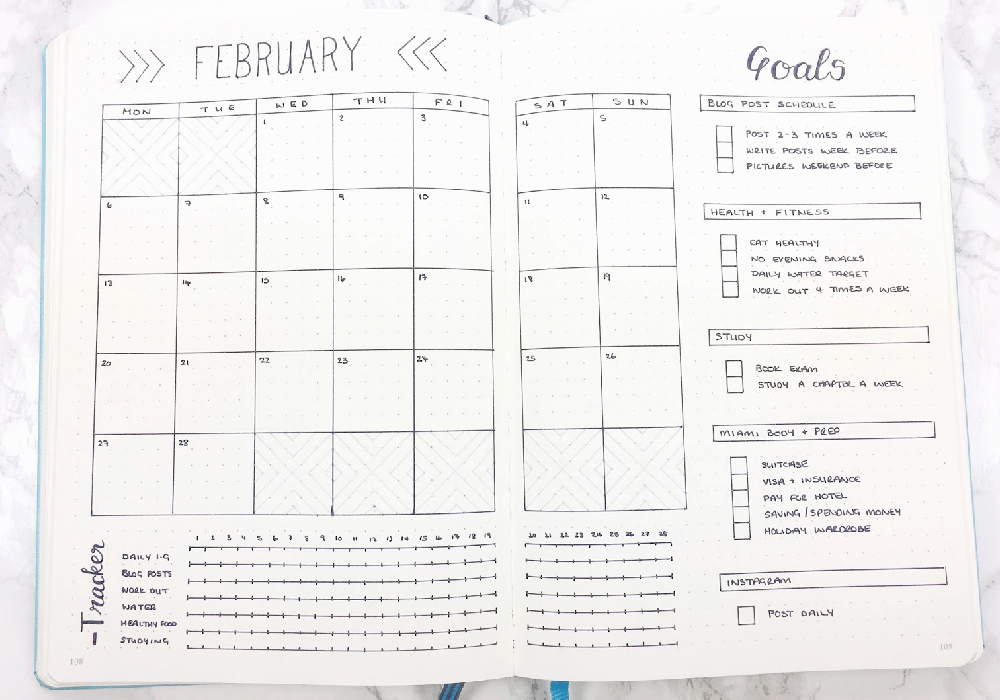 >>> FEBRUARY <<<
MON TUE WED THU FRI SAT SUN
1 2 3 4 5
6 7 8 9 10 11 12
13 14 15 16 17 18 19
20 21 22 23 24 25 26
27 28
Tracker
1 2 3 4 5 6 7 8 9 10 11 12 13 14 15 16 17 18 19 20 21 22 23 24 25 26 27 28
DAILY I.G
BLOG POSTS
WORK OUT
WATER
HEALTHY FOOD
STUDYING
108
Goals
BLOG POST SCHEDULE
POST 2-3 TIMES A WEEK
WRITE POSTS WEEK BEFORE
PICTURES WEEKEND BEFORE
HEALTH + FITNESS
EAT HEALTHY
NO EVENING SNACKS
DAILY WATER TARGET
WORK OUT 4 TIMES A WEEK
STUDY
BOOK EXAM
STUDY A CHAPTER A WEEK
MIAMI BODY + PREP
SUITCASE
VISA + INSURANCE
PAY FOR HOTEL
SAVING/SPENDING MONEY
HOLIDAY WARDROBE
INSTAGRAM
POST DAILY
109